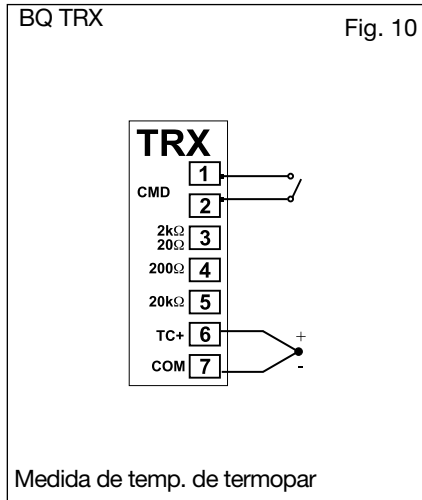 BQ TRX
Fig. 10
TRX
1
CMD
2
2kΩ
20Ω
3
200Ω 4
20kΩ 5
TC+ 6
+
-
COM 7
Medida de temp. de termopar